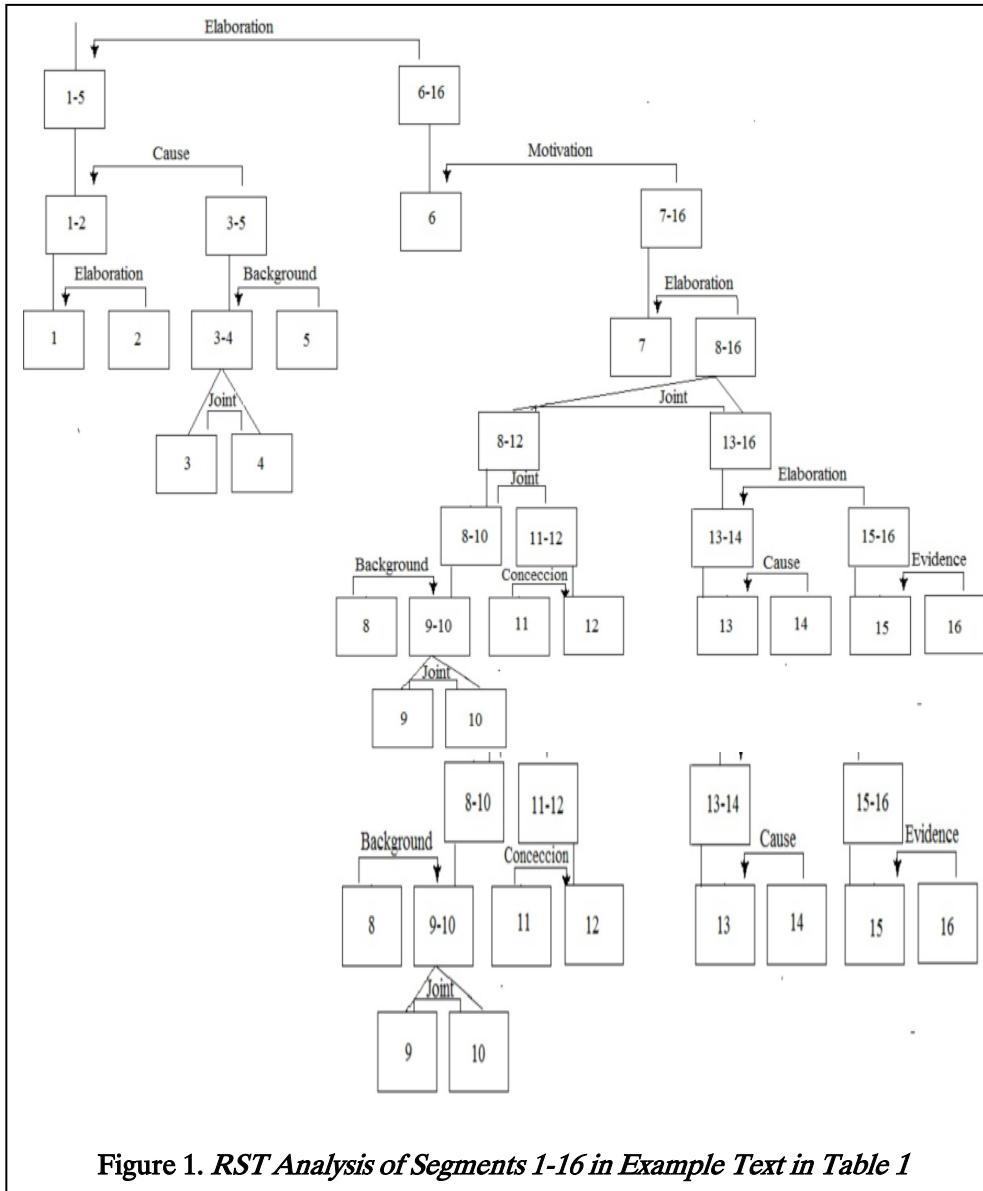 Elaboration
1-5 6-16
Cause Motivation
1-2 3-5 6 7-16
Elaboration Background Elaboration
1 2 3-4 5 7 8-16
Joint Joint
3 4 8-12 13-16
Joint Elaboration
8-10 11-12 13-14 15-16
Background Conceccion Cause Evidence
8 9-10 11 12 13 14 15 16
Joint
9 10
8-10 11-12 13-14 15-16
Background Conceccion Cause Evidence
8 9-10 11 12 13 14 15 16
Joint
9 10
Figure 1. RST Analysis of Segments 1-16 in Example Text in Table 1